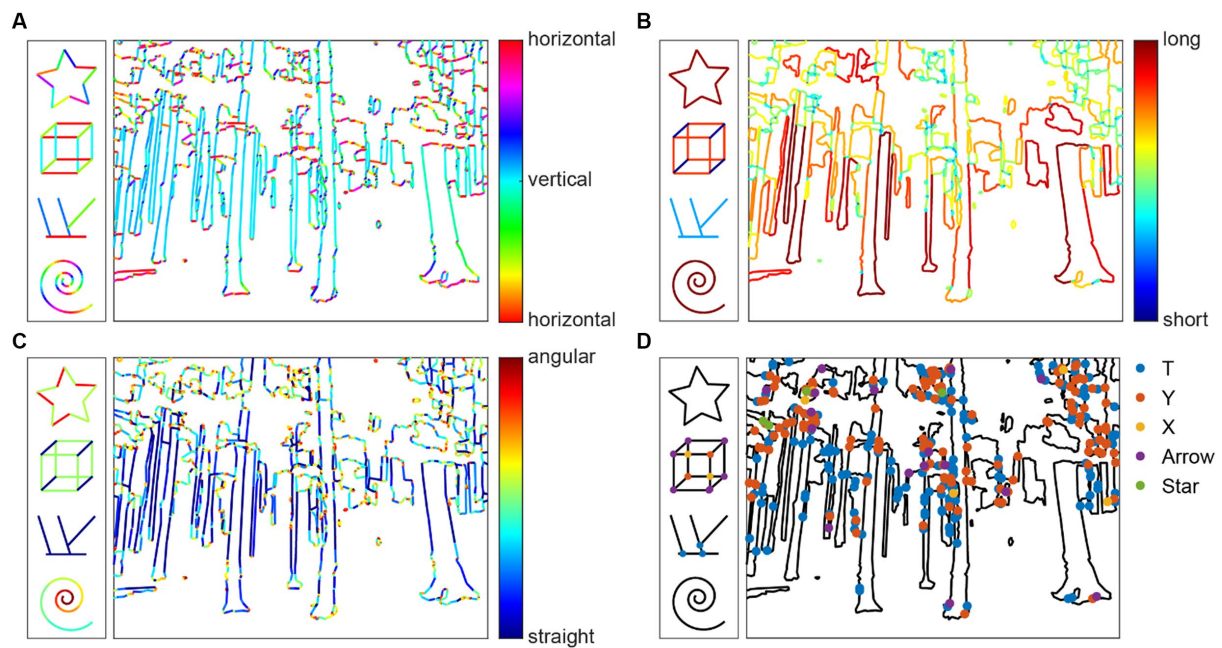 A
horizontal
vertical
horizontal
B
long
short
C
angular
straight
D
T
Y
X
Arrow
Star